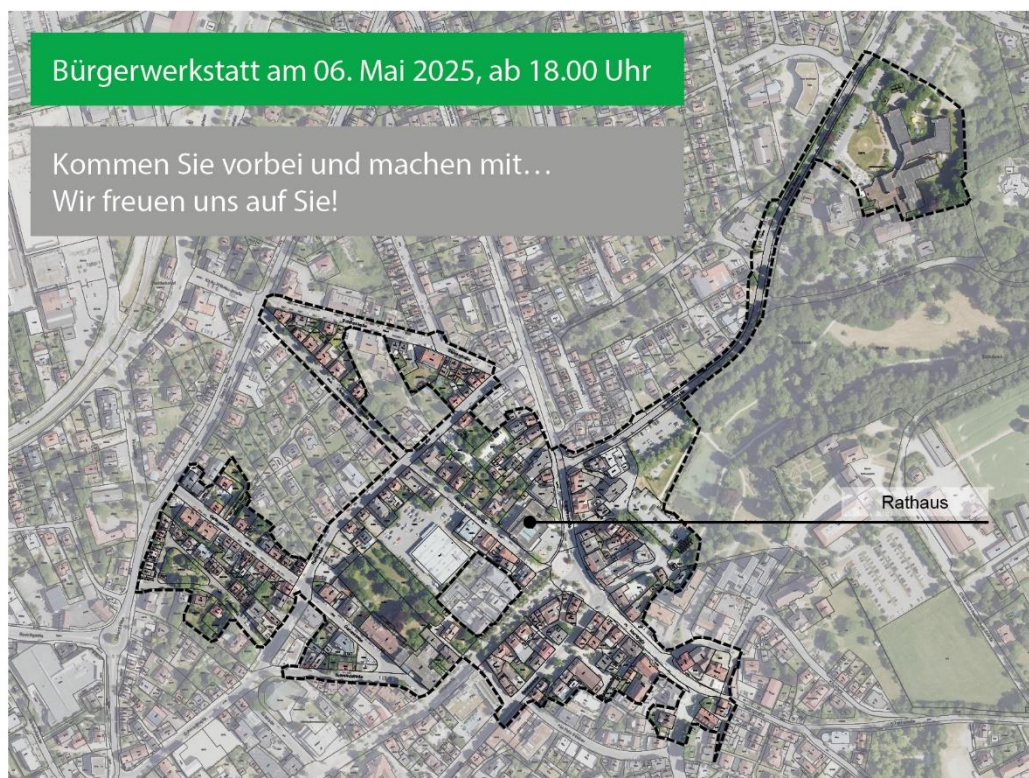 Bürgerwerkstatt am 06. Mai 2025, ab 18.00 Uhr
Kommen Sie vorbei und machen mit…
Wir freuen uns auf Sie!
Rathaus